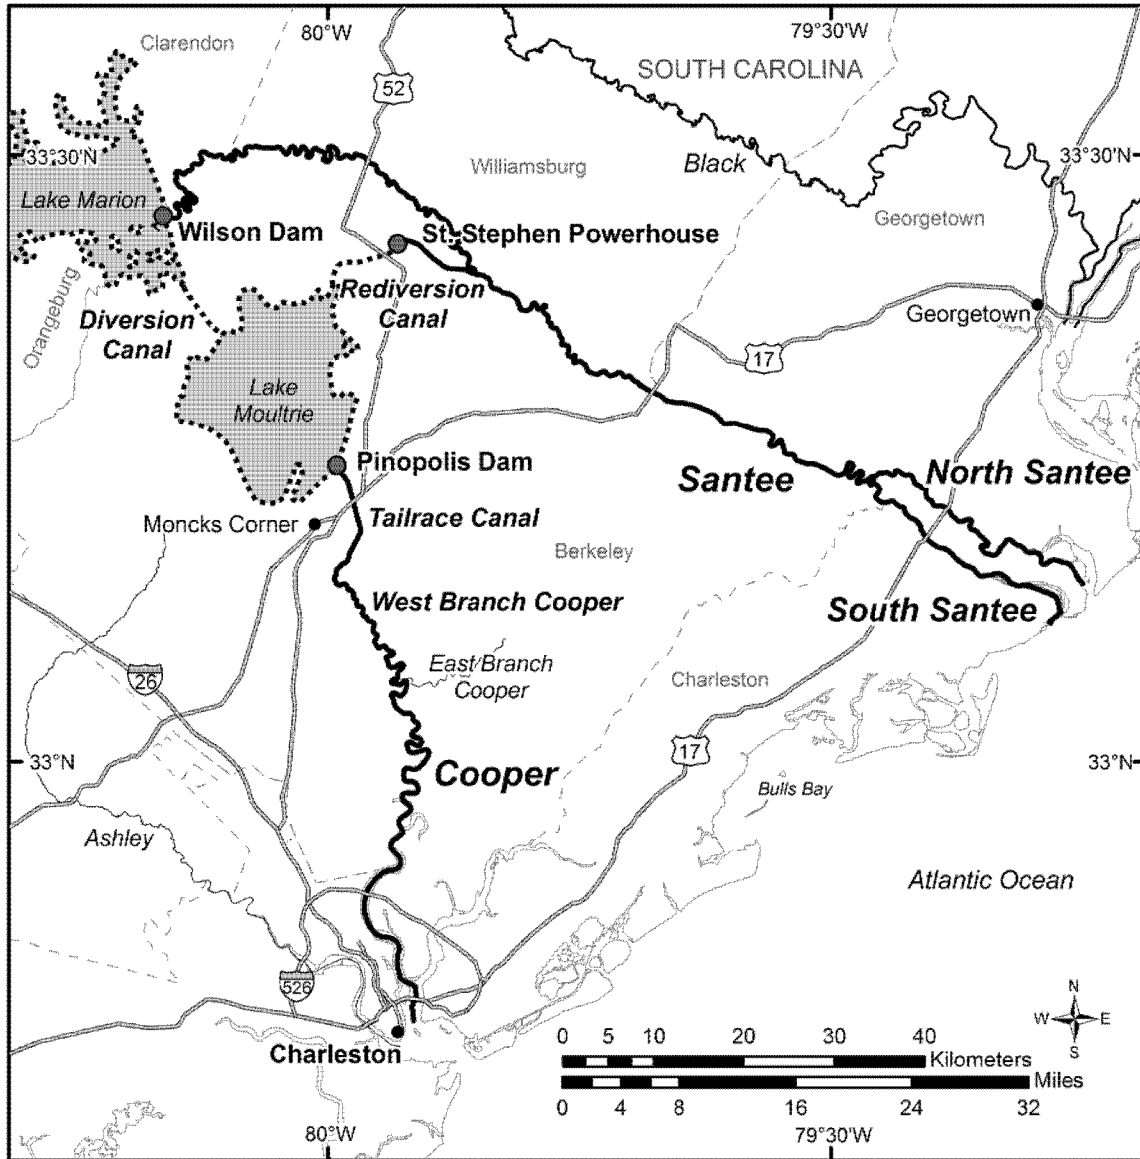 80°W
79°30'W
Clarendon
SOUTH CAROLINA
52
33°30'N
Williamsburg
Black
33°30'N
Lake Marion
Georgetown
Wilson Dam
St. Stephen Powerhouse
Orangeburg
Rediversion
Canal
Diversion
Canal
Georgetown
17
Lake
Moultrie
Pinopolis Dam
Santee
North Santee
Moncks Corner
Tailrace Canal
Berkeley
West Branch Cooper
South Santee
East Branch
Cooper
26
Charleston
17
33°N
Cooper
33°N
Bulls Bay
Ashley
Atlantic Ocean
526
N
W
E
S
0 5 10 20 30 40
Kilometers
Charleston
Miles
0 4 8 16 24 32
80°W
79°30'W